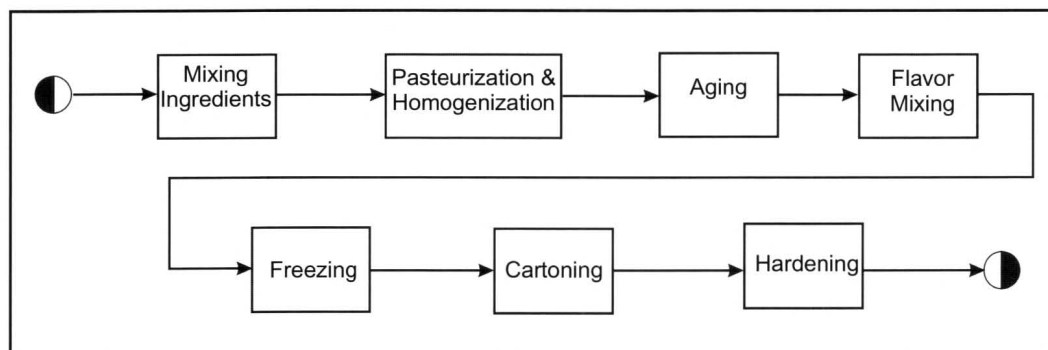 Mixing
Ingredients
Pasteurization &
Homogenization
Aging
Flavor
Mixing
Freezing
Cartoning
Hardening